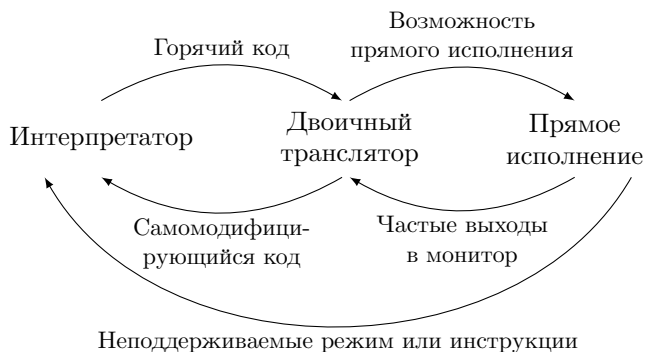 Возможность
прямого исполнения
Горячий код
Интерпретатор
Двоичный
транслятор
Прямое
исполнение
Самомодифици-
рующийся код
Частые выходы
в монитор
Неподдерживаемые режим или инструкции